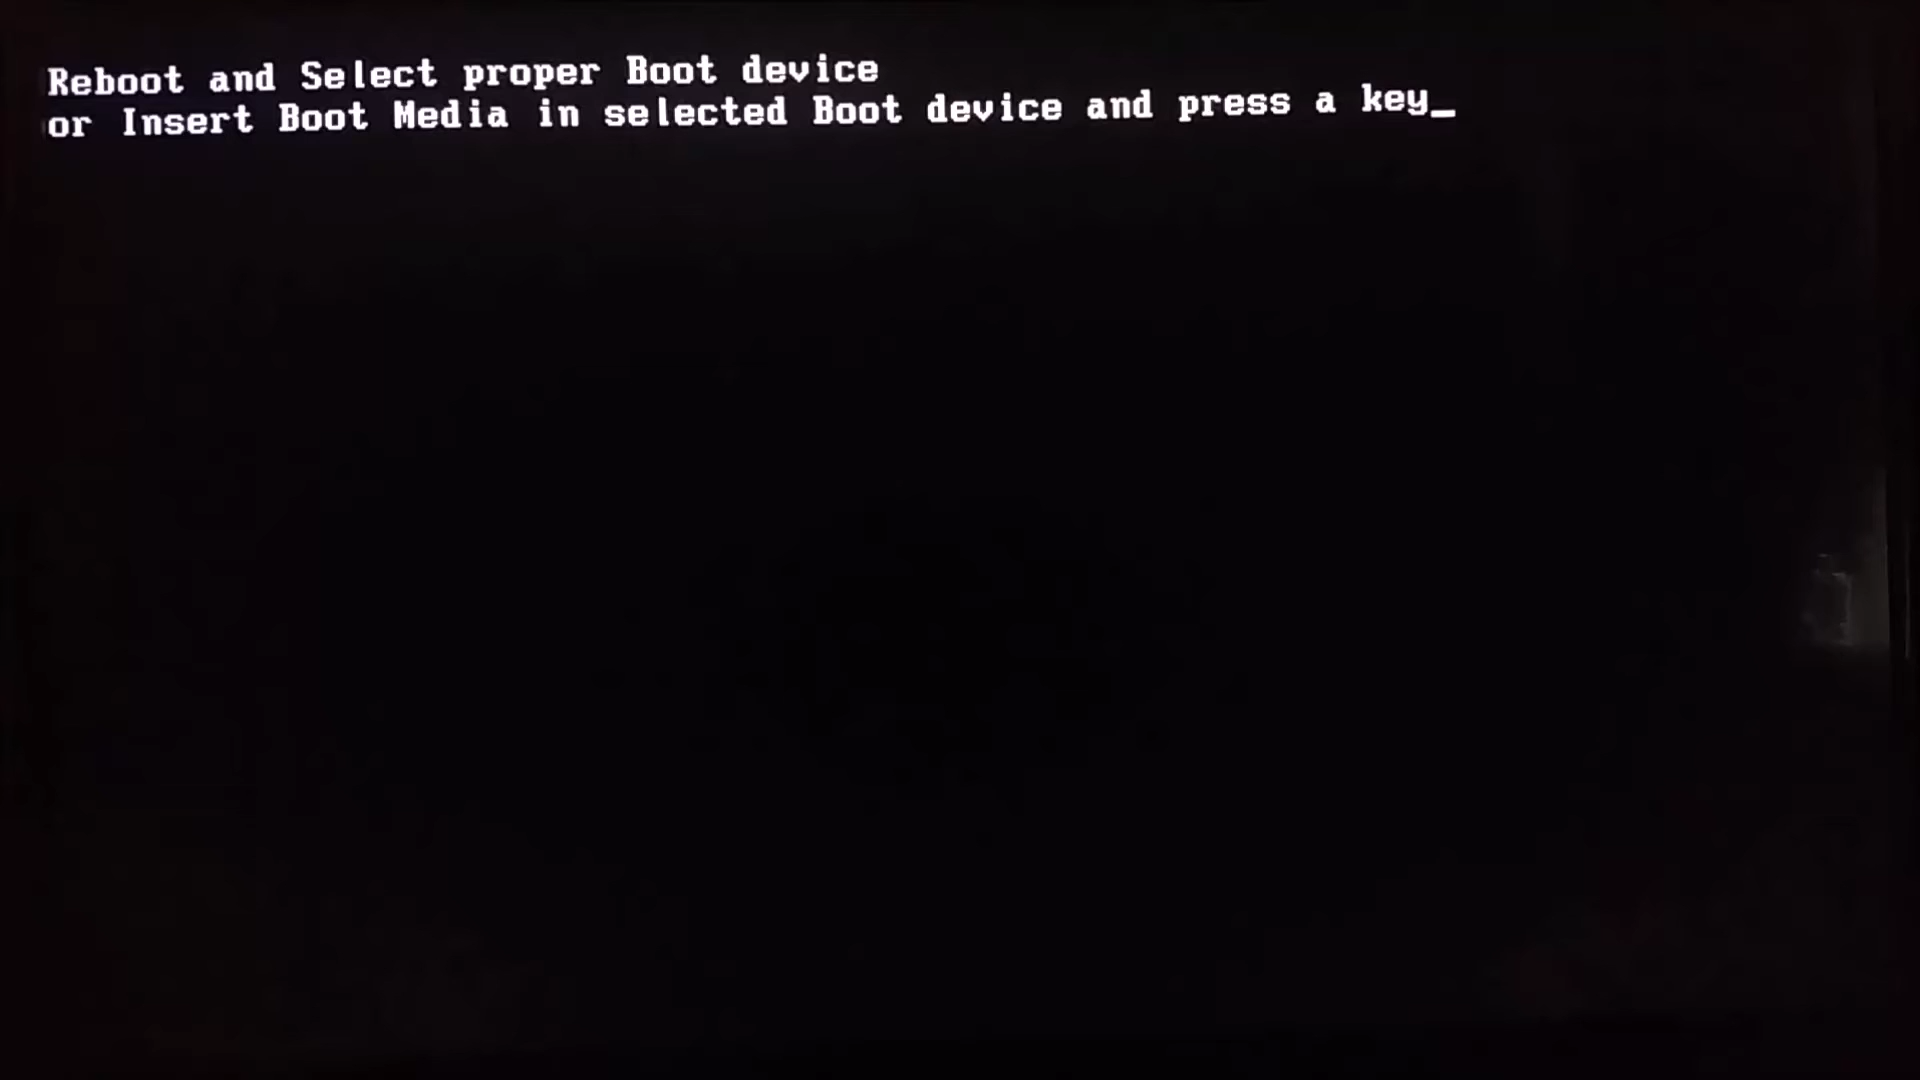 Reboot and Select proper Boot device
or Insert Boot Media in selected Boot device and press a key_